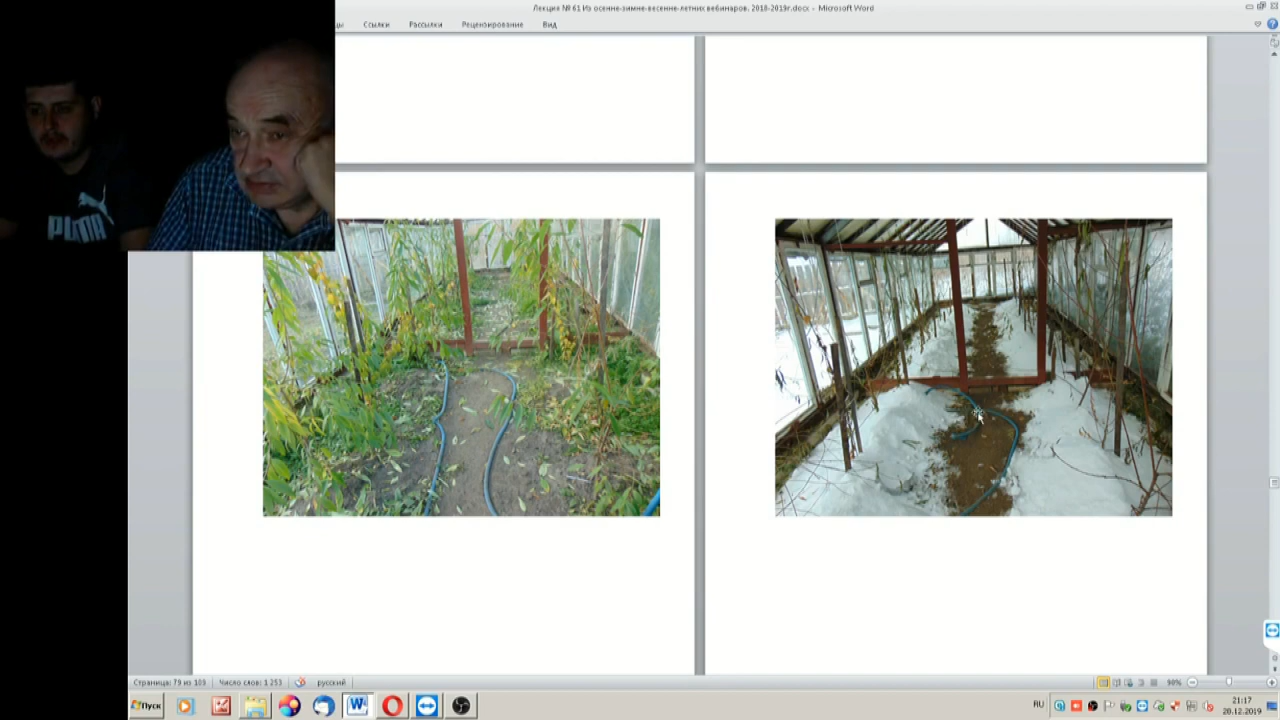 Лекция № 61 Из осенне-зимне-весенне-летних вебинаров. 2018-2019г.docx - Microsoft Word
Ссылки Рассылки Рецензирование Вид
PUMA
Страница: 79 из 103 Число слов: 1 253 русский 90%
Пуск RU 21:17
20.12.2019